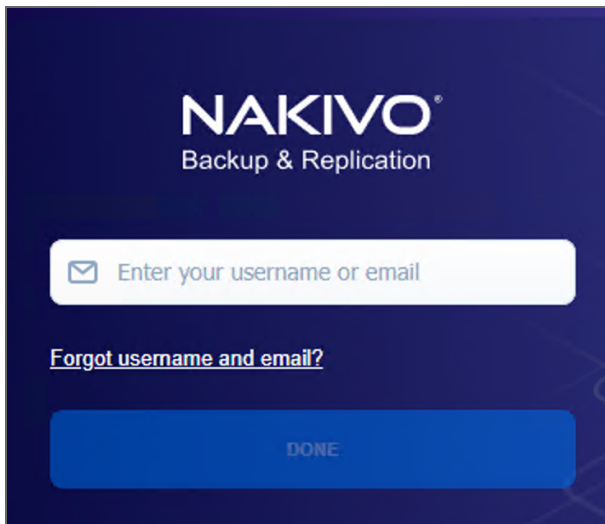 NAKIVO®
Backup & Replication
Enter your username or email
Forgot username and email?
DONE